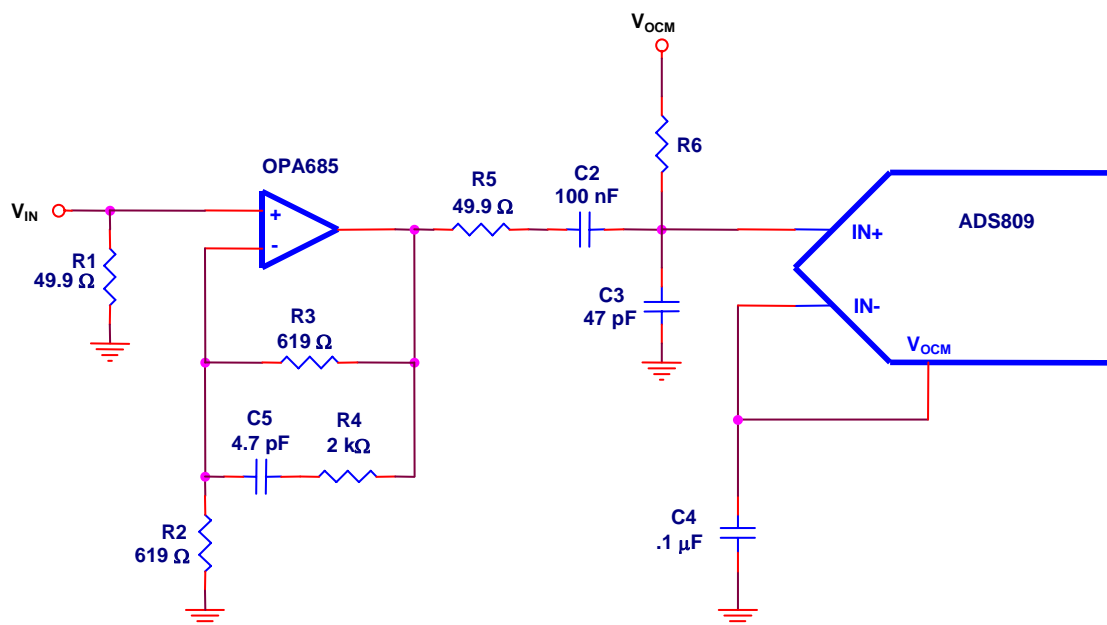 VOCM
OPA685
VIN
+
-
R1
49.9 Ω
R5
49.9 Ω
C2
100 nF
R6
ADS809
IN+
IN-
VOCM
C3
47 pF
R3
619 Ω
C5
4.7 pF
R4
2 kΩ
R2
619 Ω
C4
.1 μF